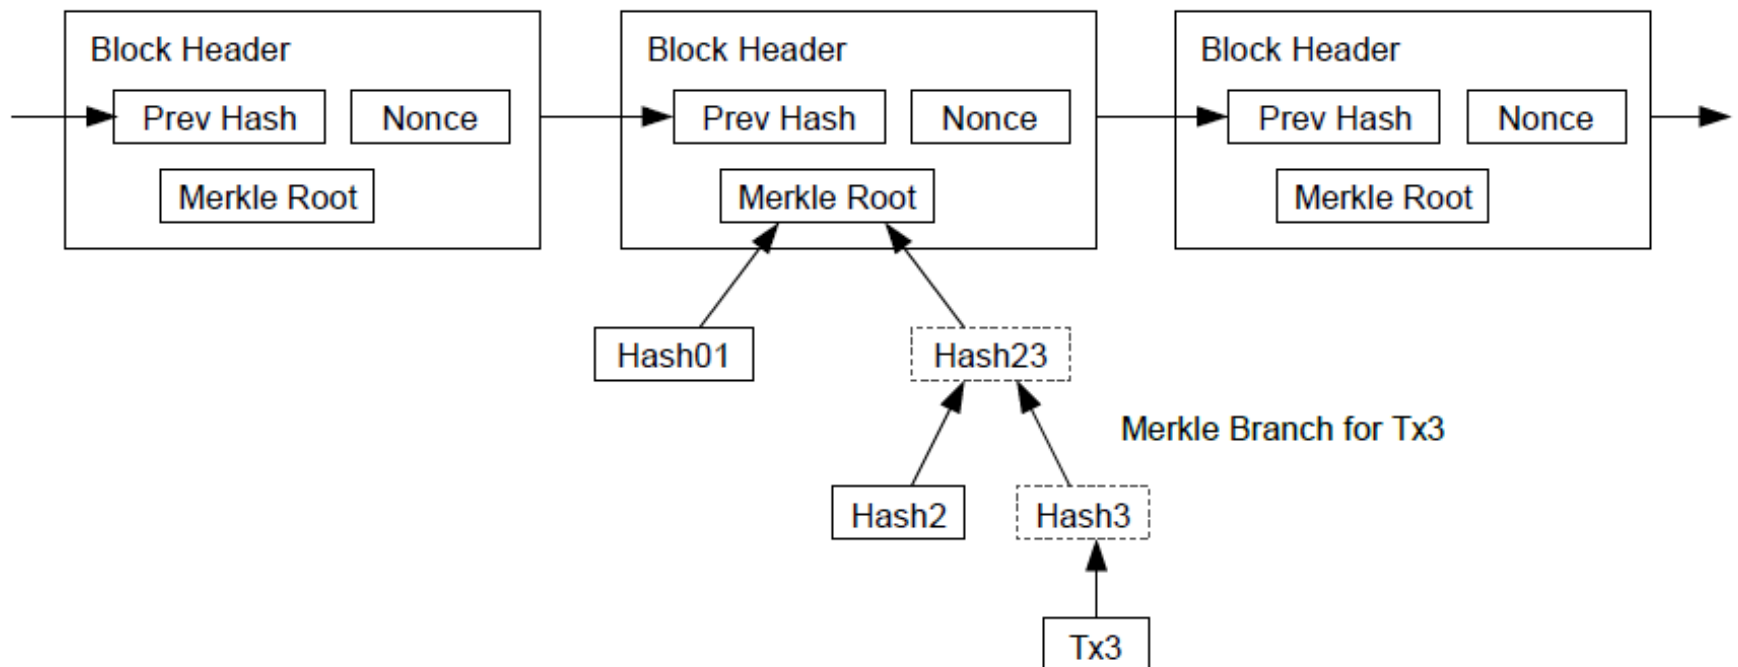 Block Header
Block Header
Block Header
Prev Hash
Nonce
Prev Hash
Nonce
Prev Hash
Nonce
Merkle Root
Merkle Root
Merkle Root
Hash01
Hash23
Merkle Branch for Tx3
Hash2
Hash3
Tx3